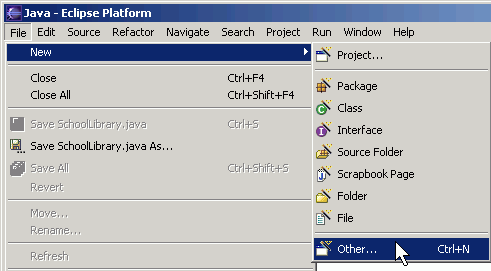 Java - Eclipse Platform
File Edit Source Refactor Navigate Search Project Run Window Help
New
Close Ctrl+F4
Close All Ctrl+Shift+F4
Save SchoolLibrary.java Ctrl+S
Save SchoolLibrary.java As...
Save All Ctrl+Shift+S
Revert
Move...
Rename...
Refresh
Project...
Package
Class
Interface
Source Folder
Scrapbook Page
Folder
File
Other... Ctrl+N